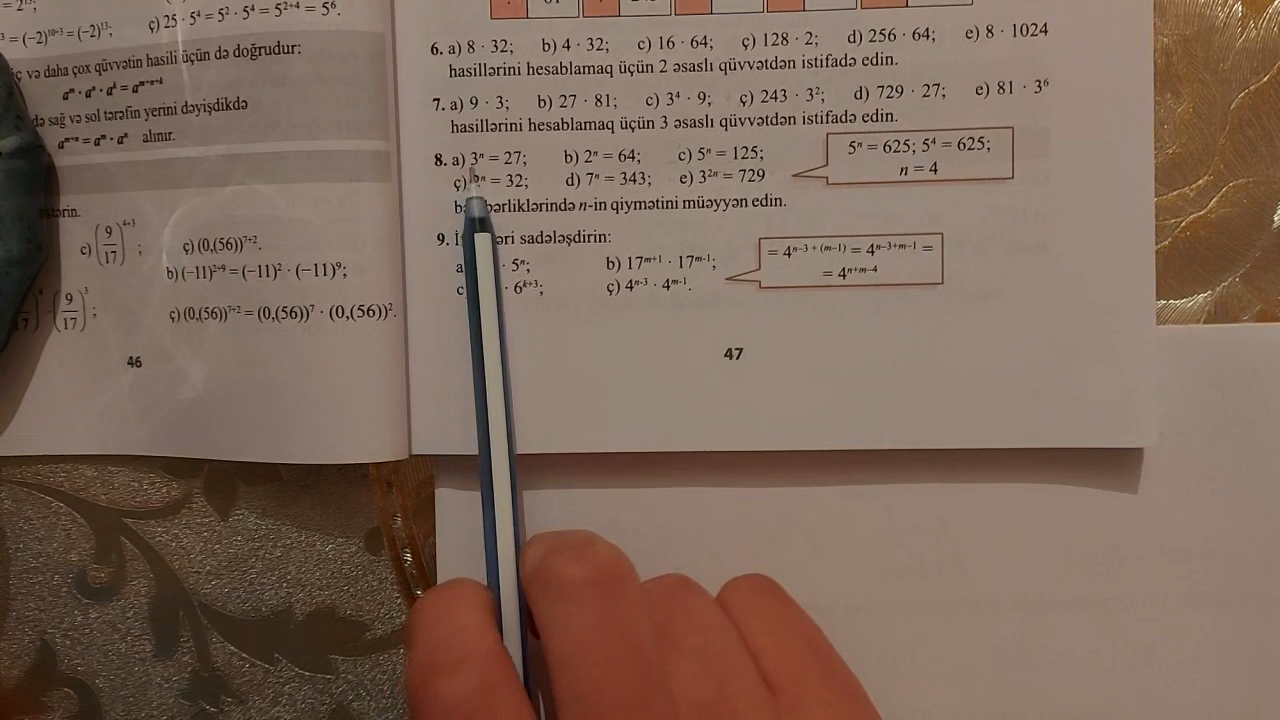 = 2¹⁵;
³ = (−2)¹⁰⁺³ = (−2)¹³; ç) 25 · 5⁴ = 5² · 5⁴ = 5²⁺⁴ = 5⁶.
və daha çox qüvvətin hasili üçün də doğrudur:
aᵐ · aⁿ · aᵏ = aᵐ⁺ⁿ⁺ᵏ
də sağ və sol tərəfin yerini dəyişdikdə
aᵐ⁺ⁿ = aᵐ · aⁿ alınır.
c) (9/17)⁴⁺³; ç) (0,(56))⁷⁺².
b) (−11)²⁺⁹ = (−11)² · (−11)⁹;
(9/17)³; ç) (0,(56))⁷⁺² = (0,(56))⁷ · (0,(56))².
46
6. a) 8 · 32; b) 4 · 32; c) 16 · 64; ç) 128 · 2; d) 256 · 64; e) 8 · 1024
hasillərini hesablamaq üçün 2 əsaslı qüvvətdən istifadə edin.
7. a) 9 · 3; b) 27 · 81; c) 3⁴ · 9; ç) 243 · 3²; d) 729 · 27; e) 81 · 3⁶
hasillərini hesablamaq üçün 3 əsaslı qüvvətdən istifadə edin.
8. a) 3ⁿ = 27; b) 2ⁿ = 64; c) 5ⁿ = 125;
ç) ⁿ = 32; d) 7ⁿ = 343; e) 3²ⁿ = 729
n-in qiymətini müəyyən edin.
5ⁿ = 625; 5⁴ = 625;
n = 4
9. sadələşdirin:
a · 5ⁿ; b) 17ᵐ⁺¹ · 17ᵐ⁻¹;
c · 6ᵏ⁺³; ç) 4ⁿ⁻³ · 4ᵐ⁻¹.
= 4ⁿ⁻³ ⁺ ⁽ᵐ⁻¹⁾ = 4ⁿ⁻³⁺ᵐ⁻¹ =
= 4ⁿ⁺ᵐ⁻⁴
47